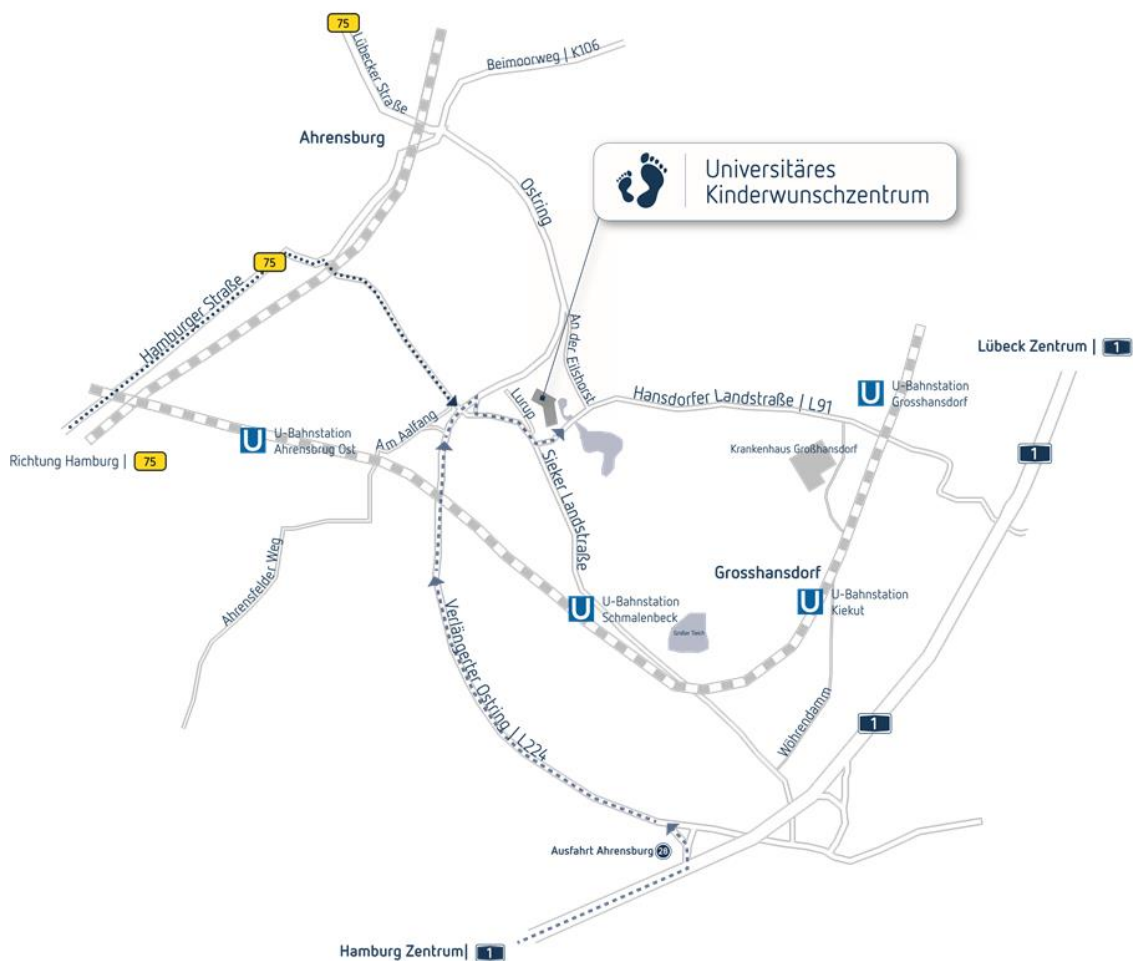 75
Lübecker Straße
Beimoorweg | K106
Ahrensburg
Universitäres
Kinderwunschzentrum
Ostring
75
Hamburger Straße
An der Eilshorst
Lübeck Zentrum | 1
U-Bahnstation
Grosshansdorf
Hansdorfer Landstraße | L91
Lurup
Am Aalfang
U-Bahnstation
Ahrensbrug Ost
Richtung Hamburg | 75
Krankenhaus Großhansdorf
1
Sieker Landstraße
Ahrensfelder Weg
Grosshansdorf
U-Bahnstation
Kiekut
U-Bahnstation
Schmalenbeck
Großer Teich
Verlängerter Ostring | L224
Wöhrendamm
1
Ausfahrt Ahrensburg 28
Hamburg Zentrum| 1
U
U
U
U